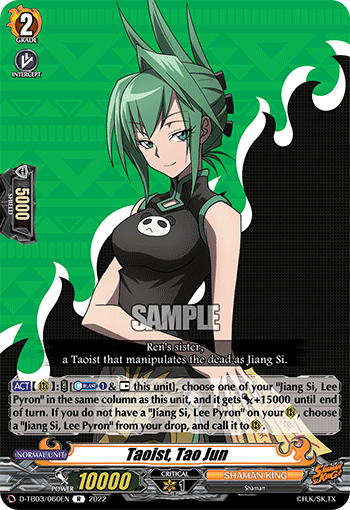 2
GRADE
INTERCEPT
5000
SHIELD
SAMPLE
Ren's sister,
a Taoist that manipulates the dead as Jiang Si.
ACT 1 BLAST 1 & this unit), choose one of your "Jiang Si, Lee
Pyron" in the same column as this unit, and it gets +15000 until end
of turn. If you do not have a "Jiang Si, Lee Pyron" on your , choose
a "Jiang Si, Lee Pyron" from your drop, and call it to .
NORMAL UNIT
Taoist, Tao Jun
POWER 10000
CRITICAL
1
SHAMAN KING
Shaman
SHAMAN KING
D-TB03/060EN R 2022
©H.K/SK.,TX